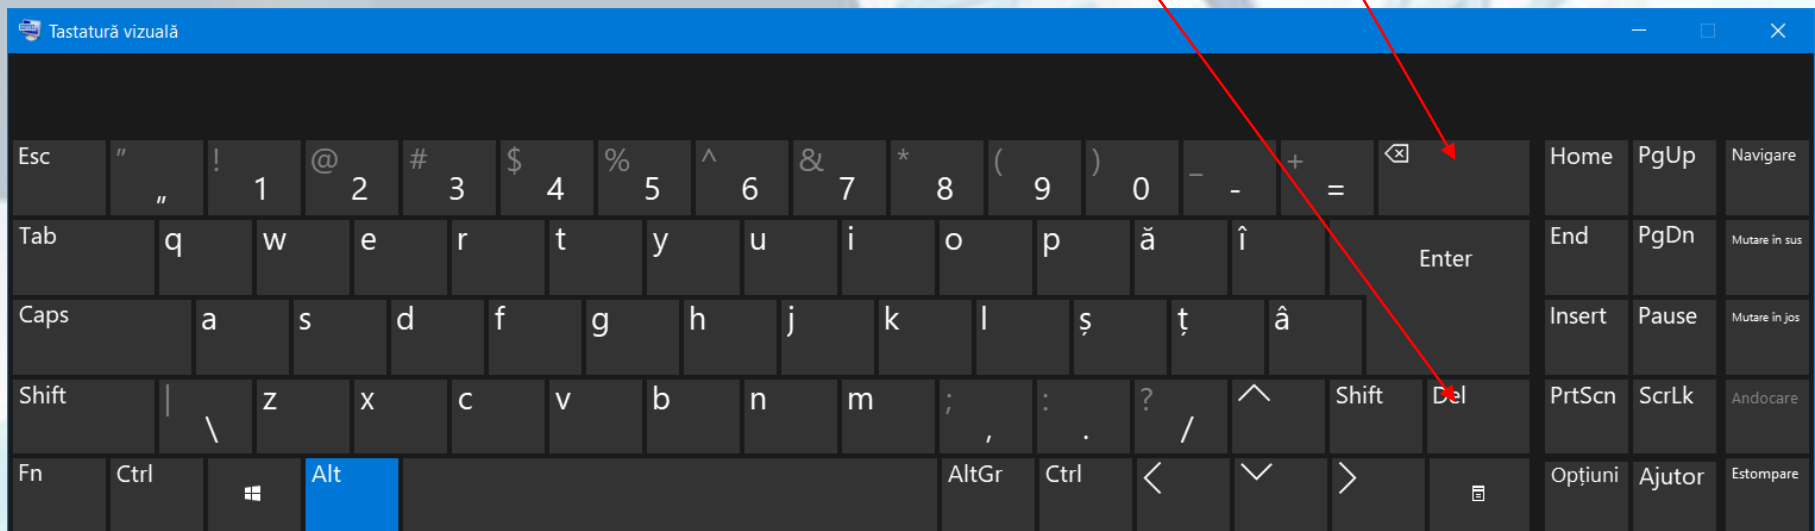 Tastatură vizuală
Esc " „ ! 1 @ 2 # 3 $ 4 % 5 ^ 6 & 7 * 8 ( 9 ) 0 _ - + = Home PgUp Navigare
Tab q w e r t y u i o p ă î Enter End PgDn Mutare în sus
Caps a s d f g h j k l ș ț â Insert Pause Mutare în jos
Shift | \ z x c v b n m ; , : . ? / Shift Del PrtScn ScrLk Andocare
Fn Ctrl Alt AltGr Ctrl Opțiuni Ajutor Estompare